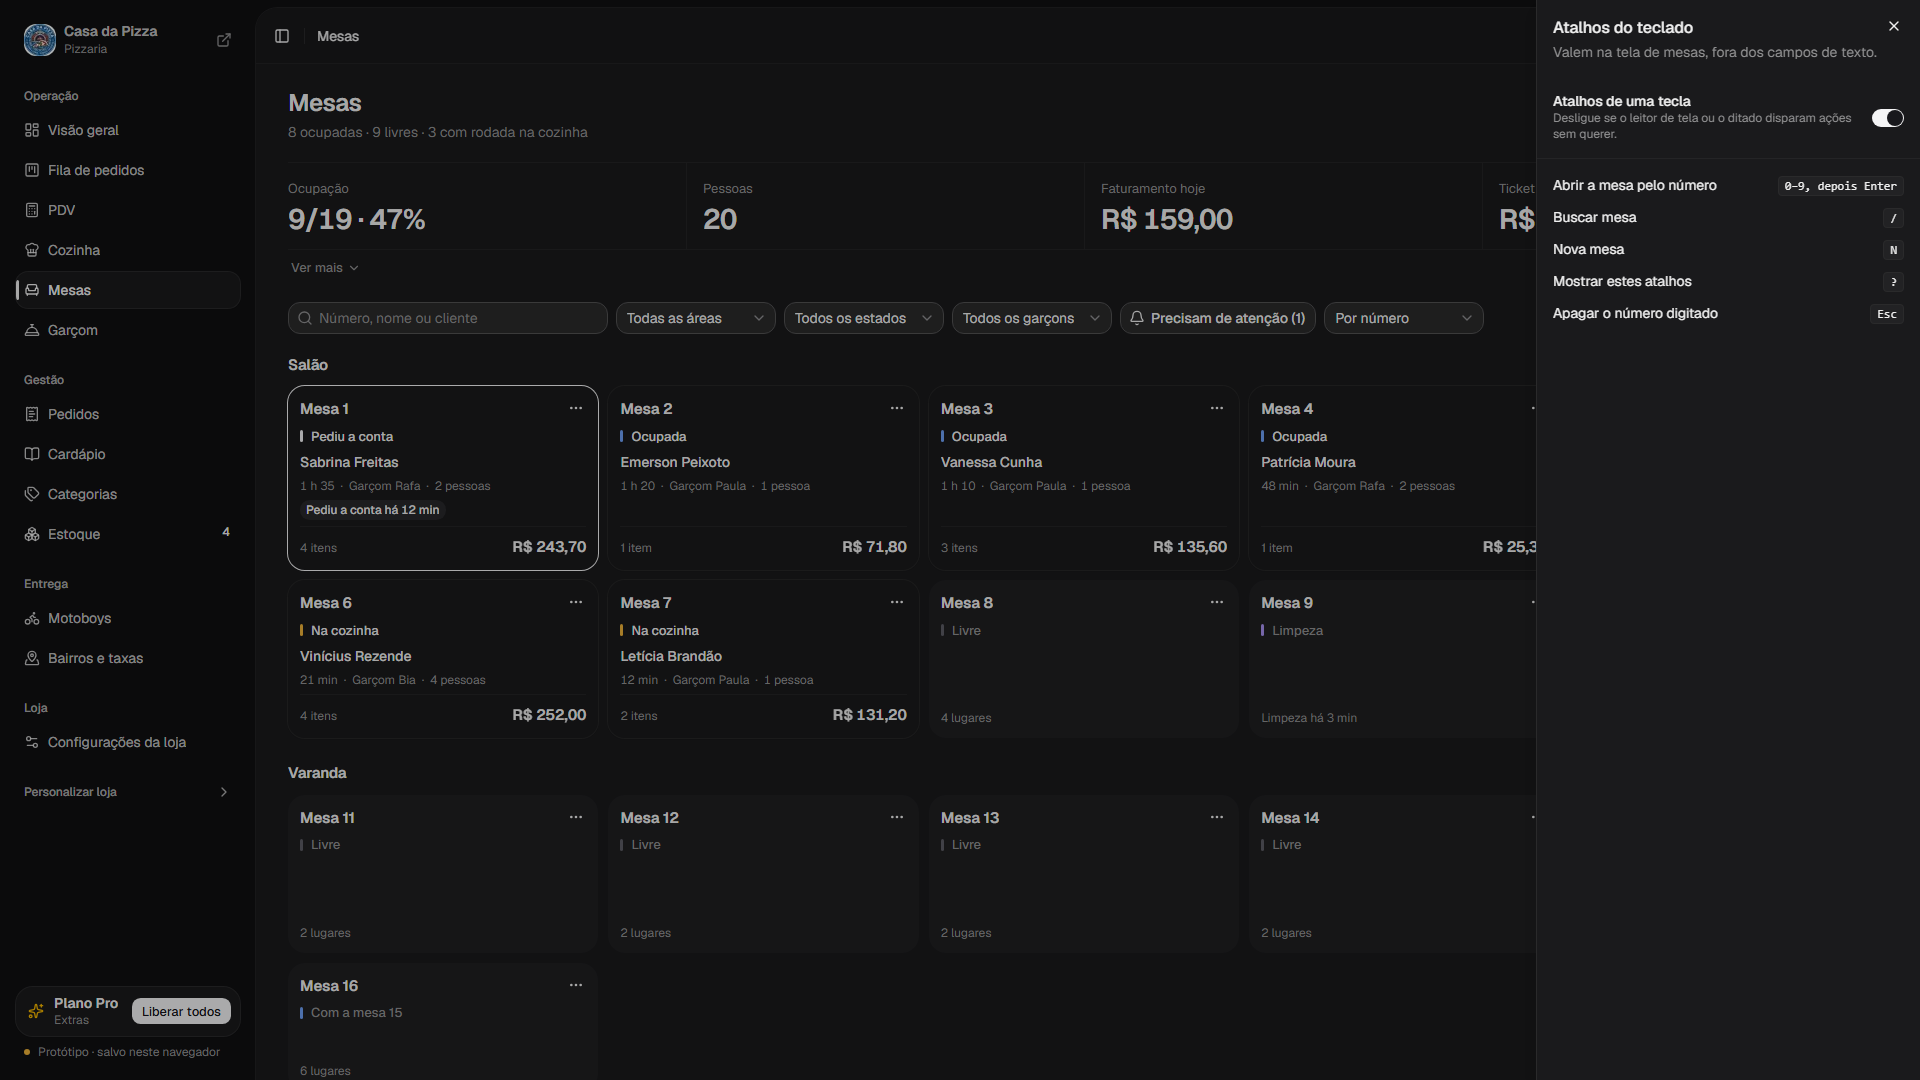 Casa da Pizza
Pizzaria
Operação
Visão geral
Fila de pedidos
PDV
Cozinha
Mesas
Garçom
Gestão
Pedidos
Cardápio
Categorias
Estoque 4
Entrega
Motoboys
Bairros e taxas
Loja
Configurações da loja
Personalizar loja
Plano Pro
Extras
Liberar todos
Protótipo · salvo neste navegador
Mesas
Mesas
8 ocupadas · 9 livres · 3 com rodada na cozinha
Ocupação Pessoas Faturamento hoje Ticket
9/19 · 47% 20 R$ 159,00 R$
Ver mais
Número, nome ou cliente Todas as áreas Todos os estados Todos os garçons Precisam de atenção (1) Por número
Salão
Mesa 1
Pediu a conta
Sabrina Freitas
1 h 35 · Garçom Rafa · 2 pessoas
Pediu a conta há 12 min
4 itens R$ 243,70
Mesa 2
Ocupada
Emerson Peixoto
1 h 20 · Garçom Paula · 1 pessoa
1 item R$ 71,80
Mesa 3
Ocupada
Vanessa Cunha
1 h 10 · Garçom Paula · 1 pessoa
3 itens R$ 135,60
Mesa 4
Ocupada
Patrícia Moura
48 min · Garçom Rafa · 2 pessoas
1 item R$ 25,3
Mesa 6
Na cozinha
Vinícius Rezende
21 min · Garçom Bia · 4 pessoas
4 itens R$ 252,00
Mesa 7
Na cozinha
Letícia Brandão
12 min · Garçom Paula · 1 pessoa
2 itens R$ 131,20
Mesa 8
Livre
4 lugares
Mesa 9
Limpeza
Limpeza há 3 min
Varanda
Mesa 11
Livre
2 lugares
Mesa 12
Livre
2 lugares
Mesa 13
Livre
2 lugares
Mesa 14
Livre
2 lugares
Mesa 16
Com a mesa 15
6 lugares
Atalhos do teclado
Valem na tela de mesas, fora dos campos de texto.
Atalhos de uma tecla
Desligue se o leitor de tela ou o ditado disparam ações
sem querer.
Abrir a mesa pelo número 0–9, depois Enter
Buscar mesa /
Nova mesa N
Mostrar estes atalhos ?
Apagar o número digitado Esc